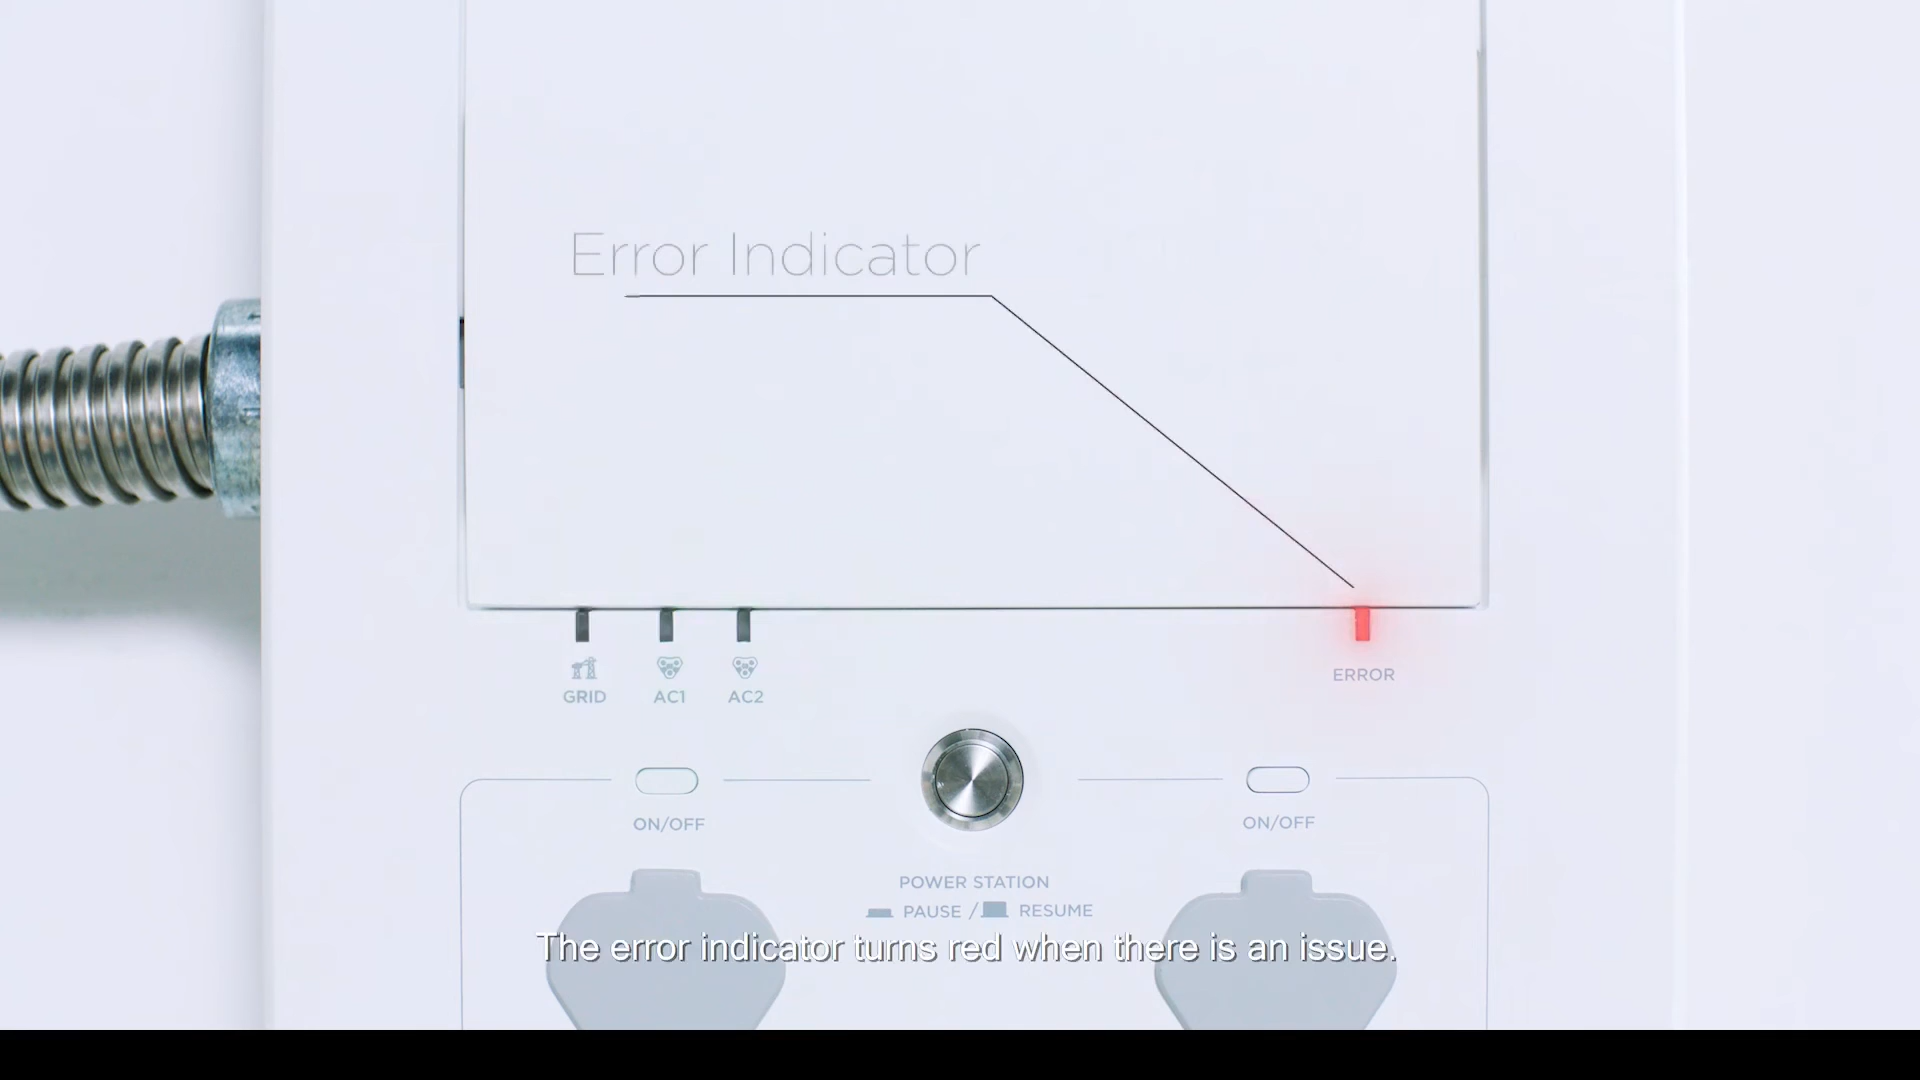 Error Indicator
GRID
AC1
AC2
ERROR
ON/OFF
ON/OFF
POWER STATION
PAUSE / RESUME
The error indicator turns red when there is an issue.